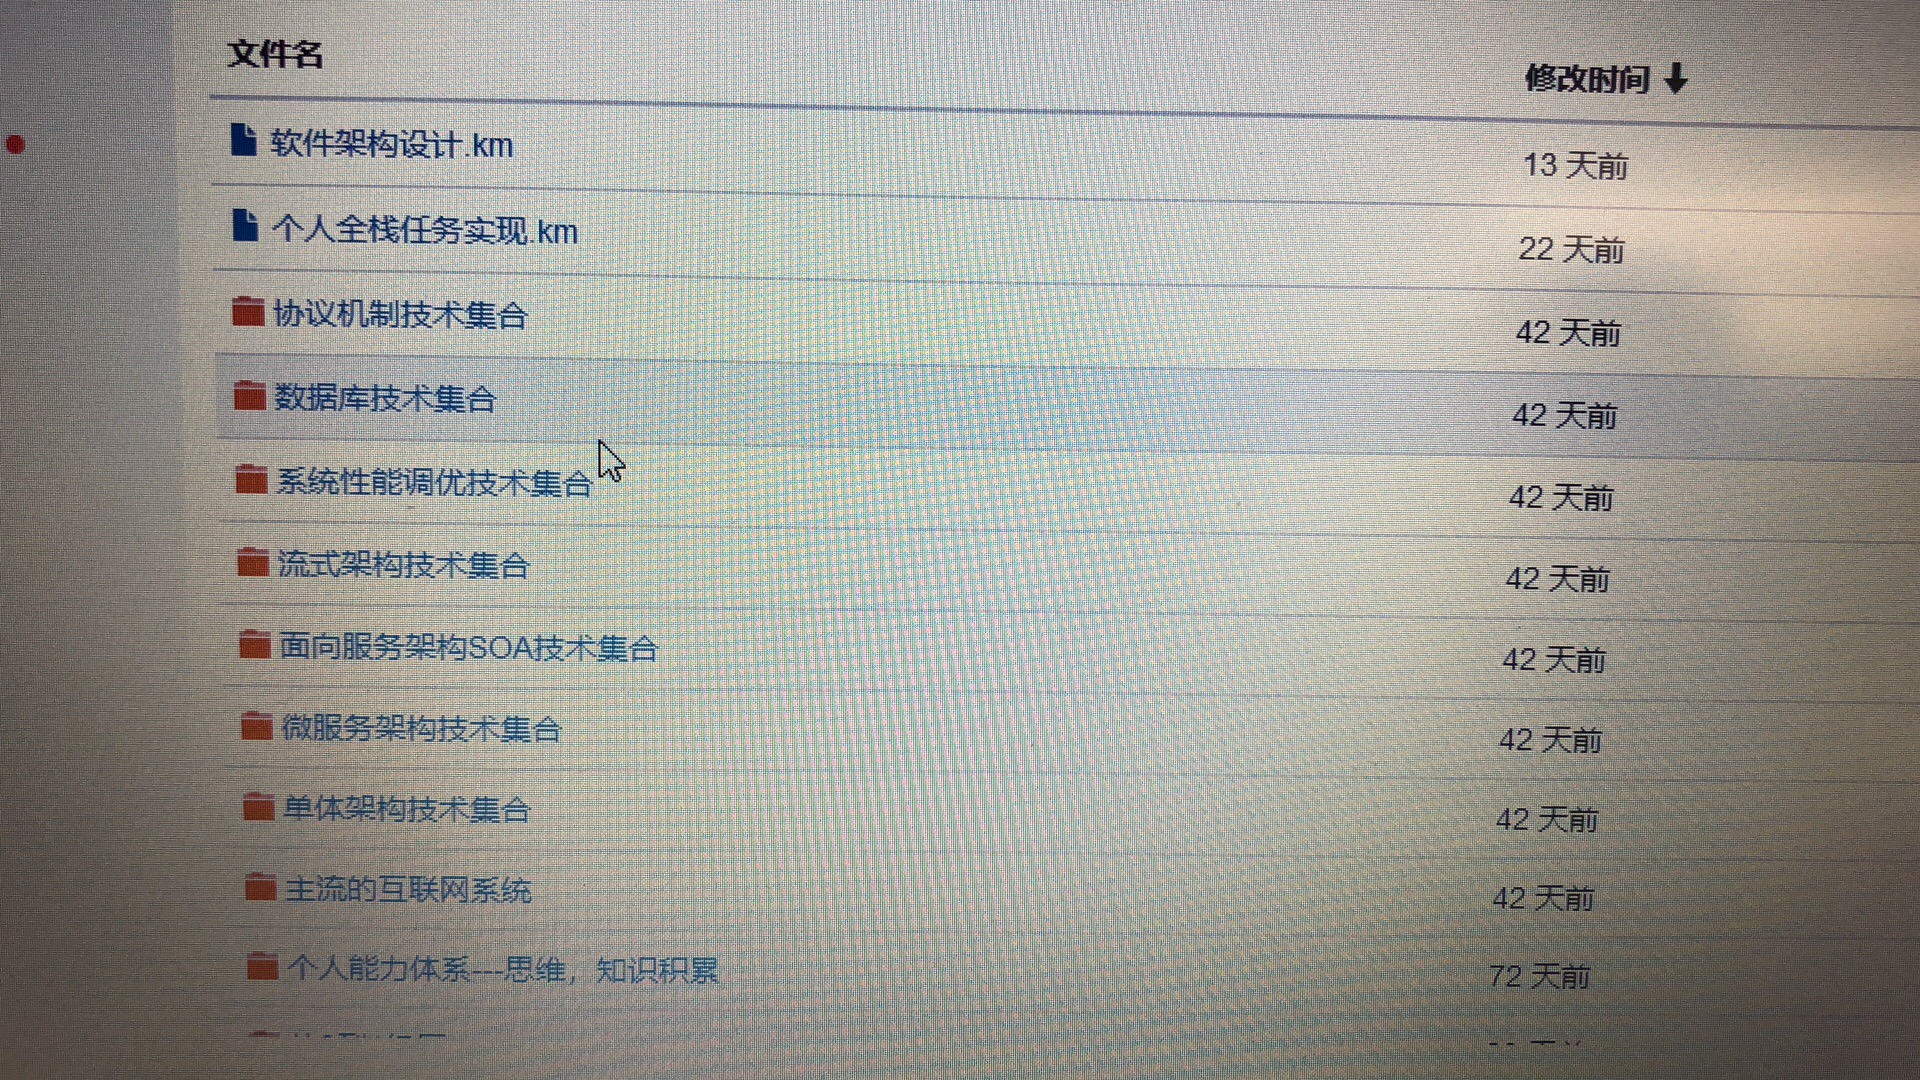 文件名 修改时间
软件架构设计.km 13 天前
个人全栈任务实现.km 22 天前
协议机制技术集合 42 天前
数据库技术集合 42 天前
系统性能调优技术集合 42 天前
流式架构技术集合 42 天前
面向服务架构SOA技术集合 42 天前
微服务架构技术集合 42 天前
单体架构技术集合 42 天前
主流的互联网系统 42 天前
个人能力体系---思维，知识积累 72 天前